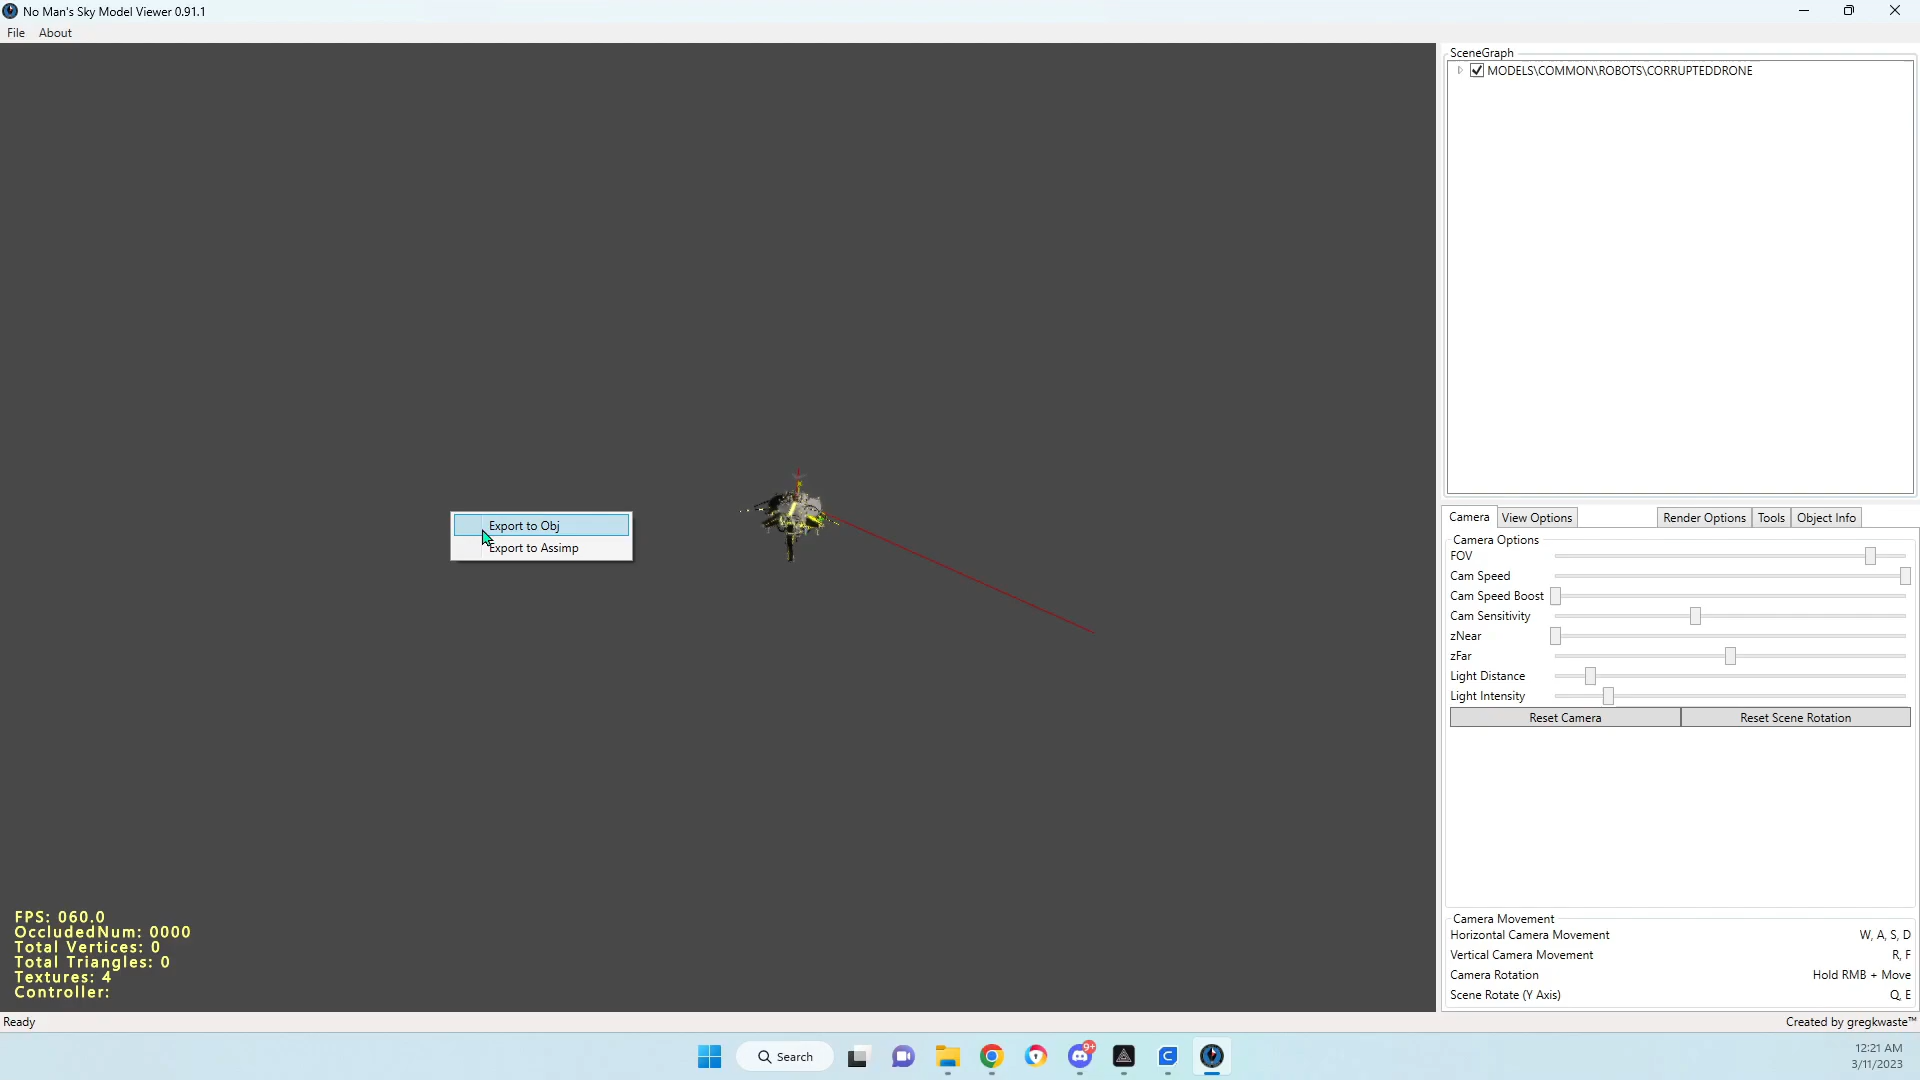 No Man's Sky Model Viewer 0.91.1
File About
SceneGraph
MODELS\COMMON\ROBOTS\CORRUPTEDDRONE
Export to Obj
Export to Assimp
Camera View Options Render Options Tools Object Info
Camera Options
FOV
Cam Speed
Cam Speed Boost
Cam Sensitivity
zNear
zFar
Light Distance
Light Intensity
Reset Camera Reset Scene Rotation
FPS: 060.0
OccludedNum: 0000
Total Vertices: 0
Total Triangles: 0
Textures: 4
Controller:
Camera Movement
Horizontal Camera Movement W, A, S, D
Vertical Camera Movement R, F
Camera Rotation Hold RMB + Move
Scene Rotate (Y Axis) Q, E
Ready Created by gregkwaste™
Search
9+
12:21 AM
3/11/2023